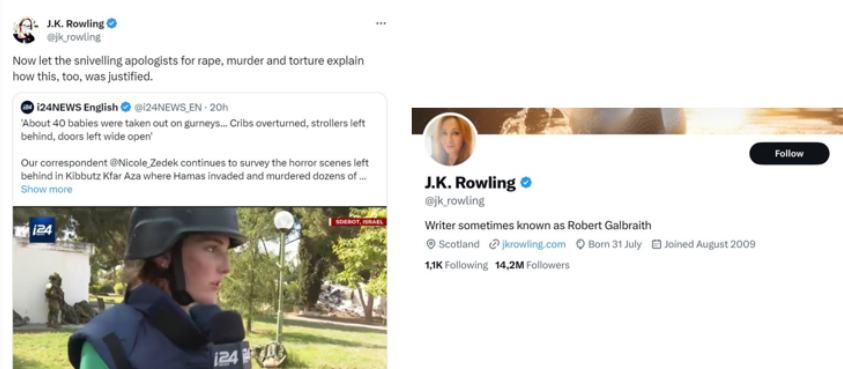 J.K. Rowling
@jk_rowling
Now let the snivelling apologists for rape, murder and torture explain
how this, too, was justified.
i24NEWS English @i24NEWS_EN · 20h
'About 40 babies were taken out on gurneys... Cribs overturned, strollers left
behind, doors left wide open'
Our correspondent @Nicole_Zedek continues to survey the horror scenes left
behind in Kibbutz Kfar Aza where Hamas invaded and murdered dozens of ...
Show more
i24
SDEROT, ISRAEL
i24
J.K. Rowling
@jk_rowling
Follow
Writer sometimes known as Robert Galbraith
Scotland jkrowling.com Born 31 July Joined August 2009
1,1K Following 14,2M Followers